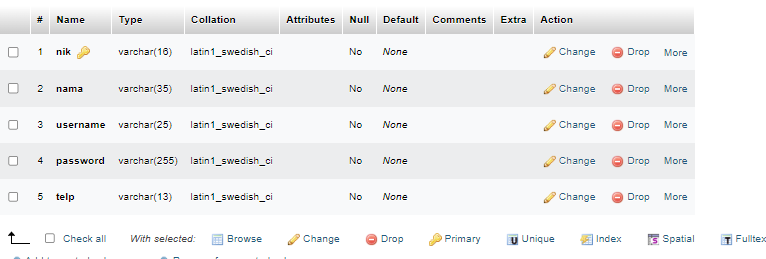 # Name Type Collation Attributes Null Default Comments Extra Action
1 nik varchar(16) latin1_swedish_ci No None Change Drop More
2 nama varchar(35) latin1_swedish_ci No None Change Drop More
3 username varchar(25) latin1_swedish_ci No None Change Drop More
4 password varchar(255) latin1_swedish_ci No None Change Drop More
5 telp varchar(13) latin1_swedish_ci No None Change Drop More
Check all With selected: Browse Change Drop Primary Unique Index Spatial Fulltex